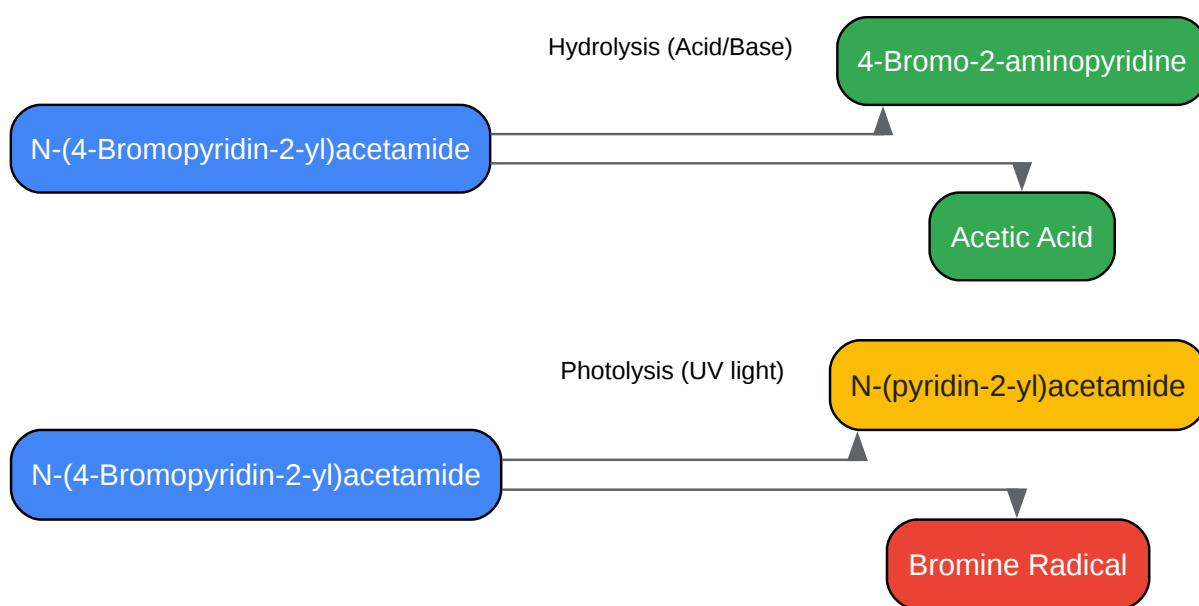 Hydrolysis (Acid/Base)
4-Bromo-2-aminopyridine
N-(4-Bromopyridin-2-yl)acetamide
Acetic Acid
Photolysis (UV light)
N-(pyridin-2-yl)acetamide
N-(4-Bromopyridin-2-yl)acetamide
Bromine Radical